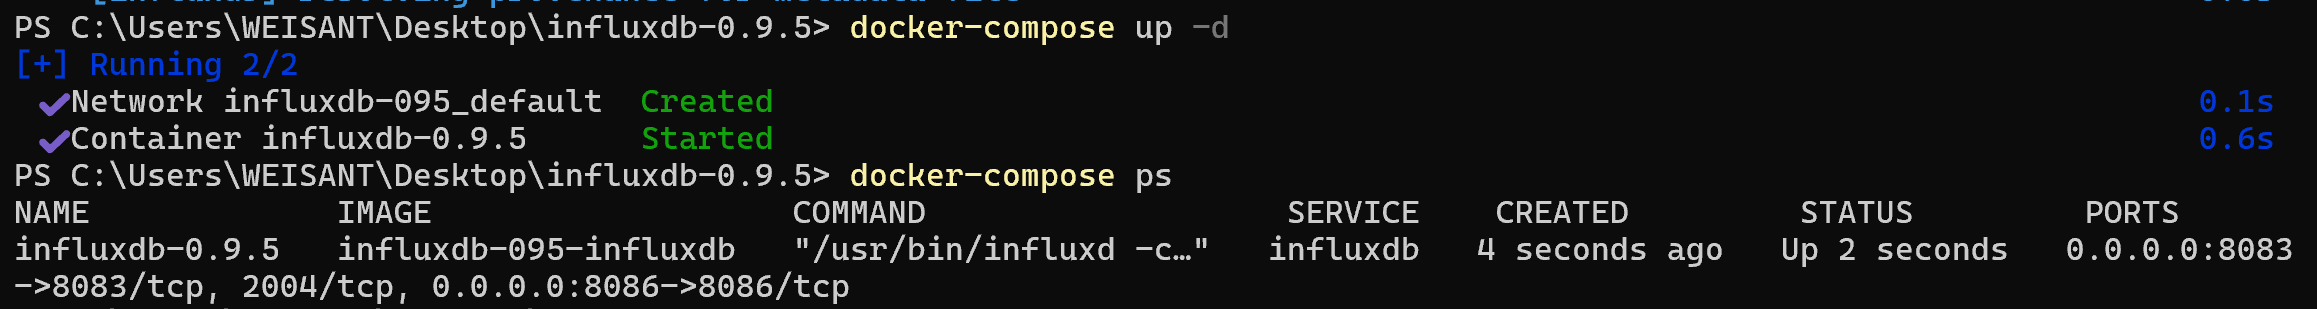 PS C:\Users\WEISANT\Desktop\influxdb-0.9.5> docker-compose up -d
[+] Running 2/2
✔Network influxdb-095_default  Created 0.1s
✔Container influxdb-0.9.5      Started 0.6s
PS C:\Users\WEISANT\Desktop\influxdb-0.9.5> docker-compose ps
NAME             IMAGE                   COMMAND                   SERVICE    CREATED         STATUS         PORTS
influxdb-0.9.5   influxdb-095-influxdb   "/usr/bin/influxd -c…"   influxdb   4 seconds ago   Up 2 seconds   0.0.0.0:8083
->8083/tcp, 2004/tcp, 0.0.0.0:8086->8086/tcp